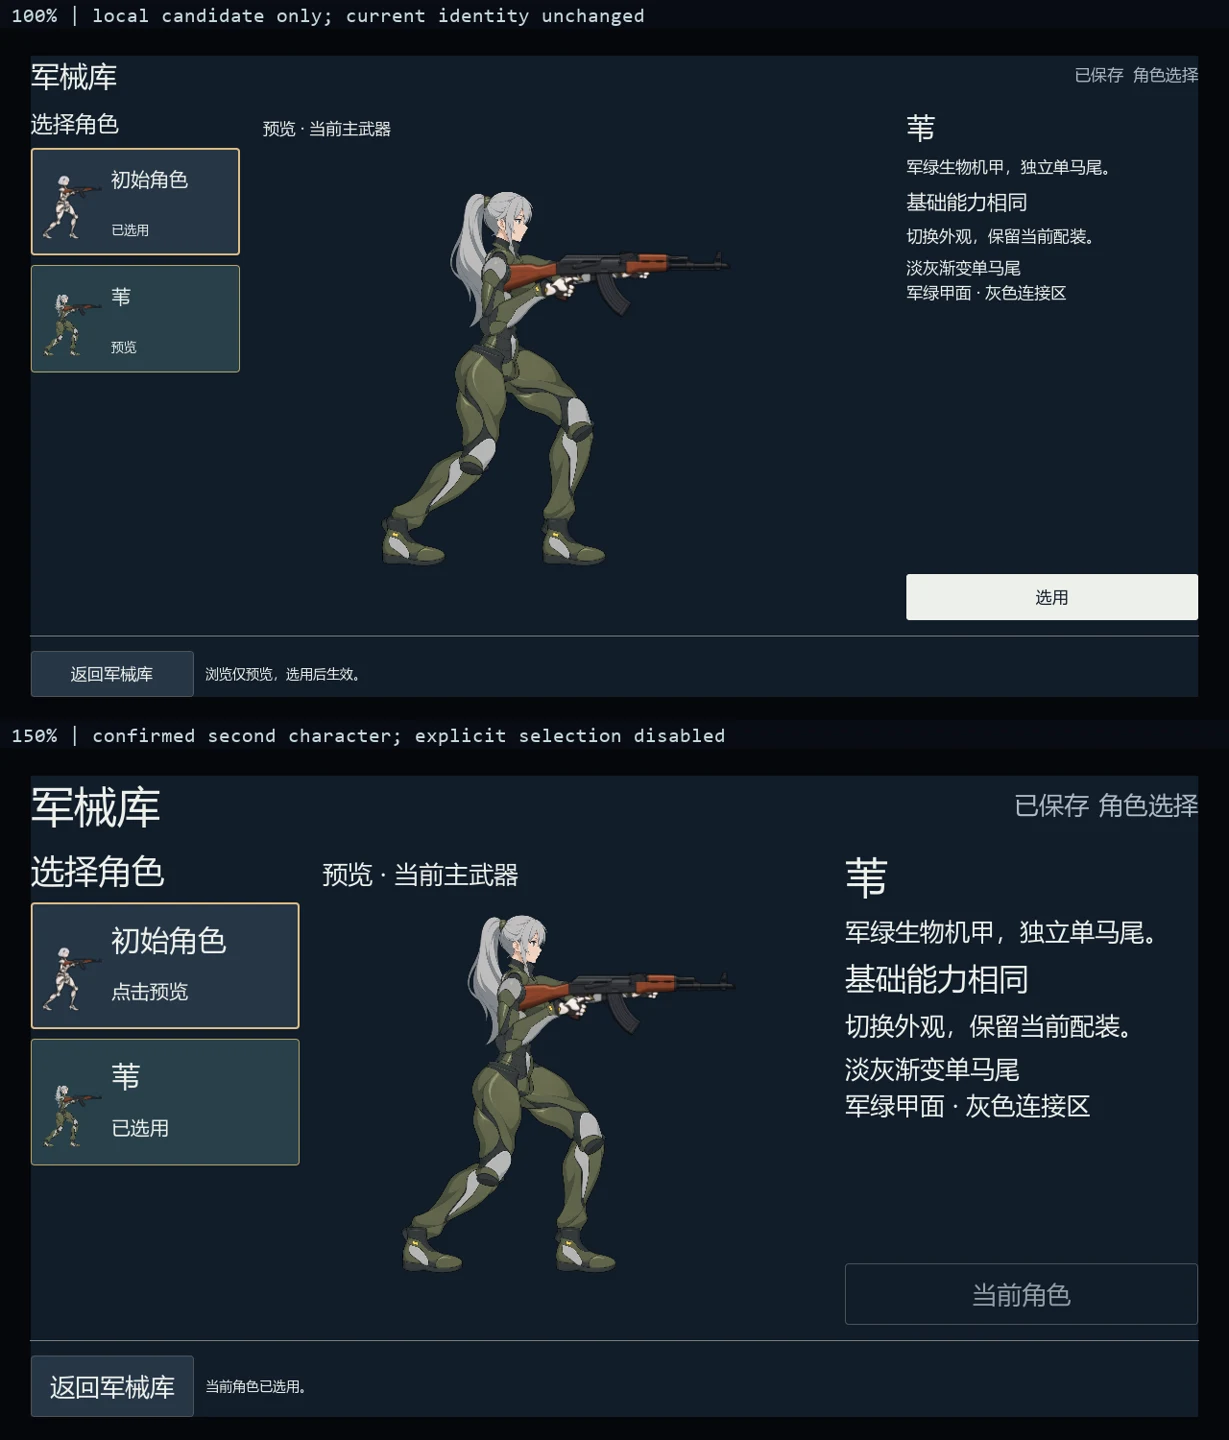 100% | local candidate only; current identity unchanged
军械库
已保存 角色选择
选择角色
初始角色
已选用
苇
预览
预览 · 当前主武器
苇
军绿生物机甲，独立单马尾。
基础能力相同
切换外观，保留当前配装。
淡灰渐变单马尾
军绿甲面 · 灰色连接区
选用
返回军械库
浏览仅预览，选用后生效。
150% | confirmed second character; explicit selection disabled
军械库
已保存 角色选择
选择角色
初始角色
点击预览
苇
已选用
预览 · 当前主武器
苇
军绿生物机甲，独立单马尾。
基础能力相同
切换外观，保留当前配装。
淡灰渐变单马尾
军绿甲面 · 灰色连接区
当前角色
返回军械库
当前角色已选用。